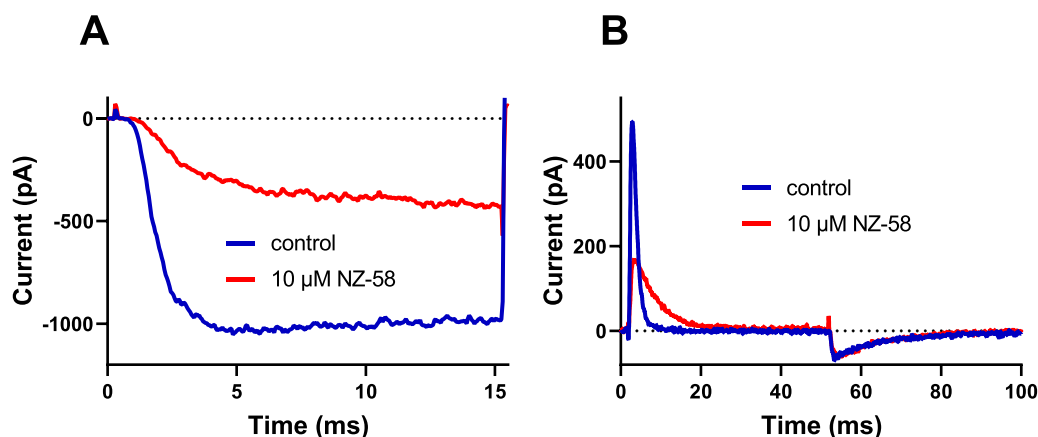 A
0
-500
-1000
Current (pA)
control
10 µM NZ-58
0
5
10
15
Time (ms)
B
400
200
0
Current (pA)
control
10 µM NZ-58
0
20
40
60
80
100
Time (ms)